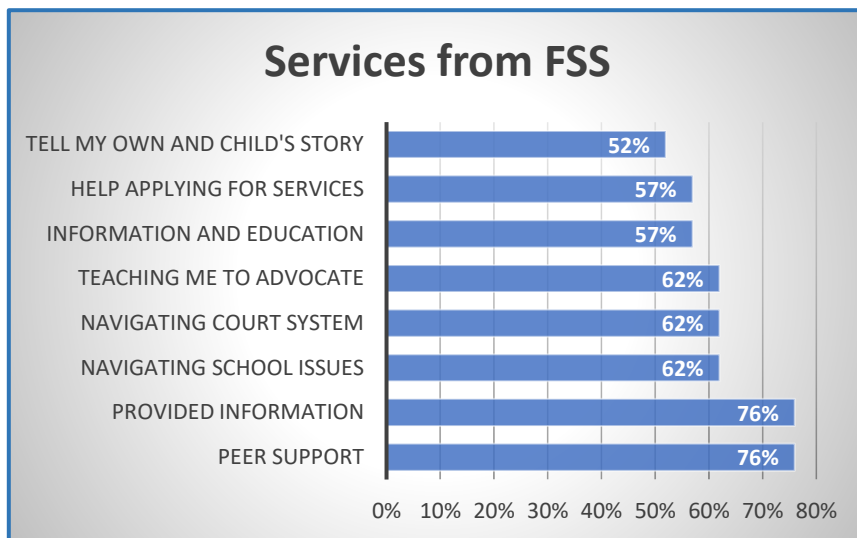 Services from FSS
TELL MY OWN AND CHILD'S STORY 52%
HELP APPLYING FOR SERVICES 57%
INFORMATION AND EDUCATION 57%
TEACHING ME TO ADVOCATE 62%
NAVIGATING COURT SYSTEM 62%
NAVIGATING SCHOOL ISSUES 62%
PROVIDED INFORMATION 76%
PEER SUPPORT 76%
0% 10% 20% 30% 40% 50% 60% 70% 80%